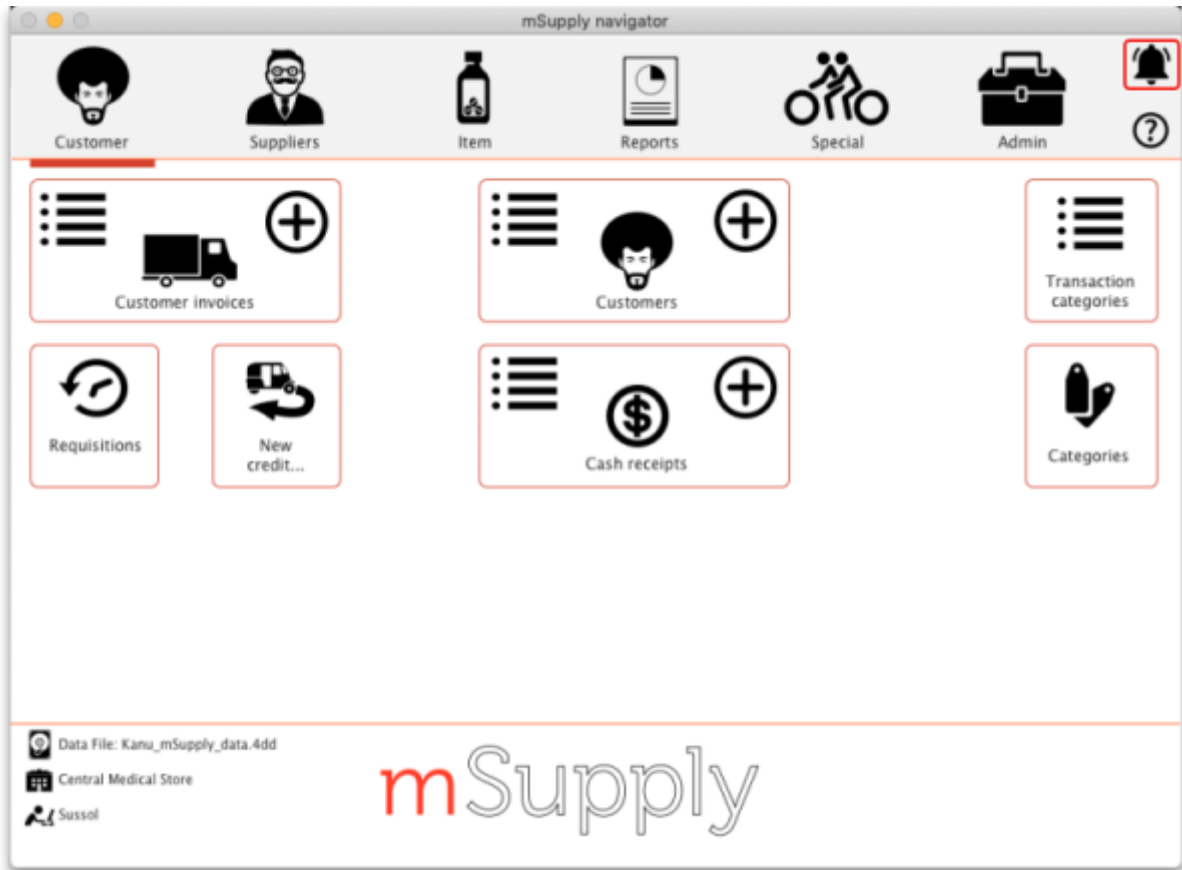 mSupply navigator
Customer
Suppliers
Item
Reports
Special
Admin
?
Customer invoices
Customers
Transaction
categories
Requisitions
New
credit...
$
Cash receipts
Categories
Data File: Kanu_mSupply_data.4dd
Central Medical Store
Sussol
mSupply